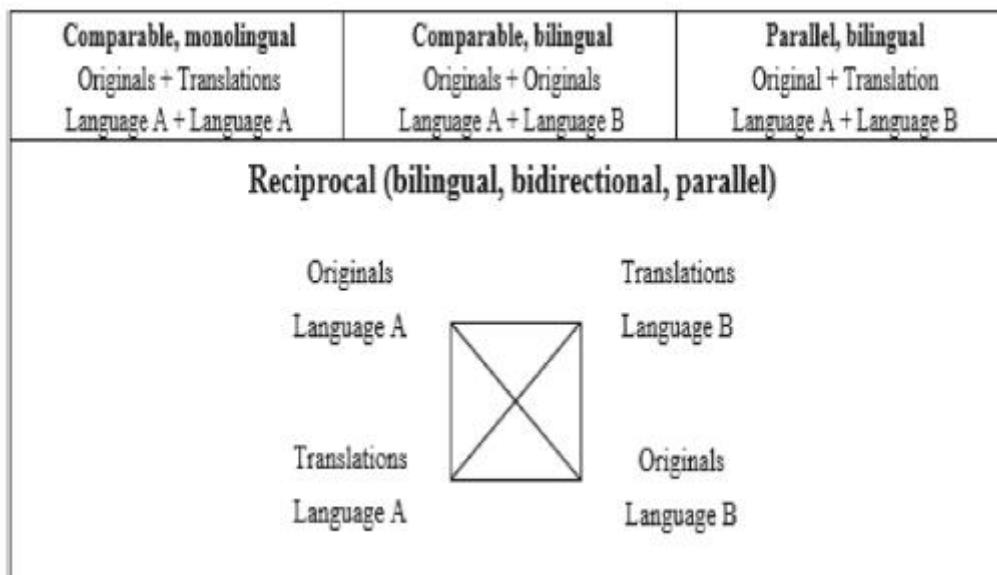 Comparable, monolingual
Originals + Translations
Language A + Language A
Comparable, bilingual
Originals + Originals
Language A + Language B
Parallel, bilingual
Original + Translation
Language A + Language B
Reciprocal (bilingual, bidirectional, parallel)
Originals
Language A
Translations
Language B
Translations
Language A
Originals
Language B